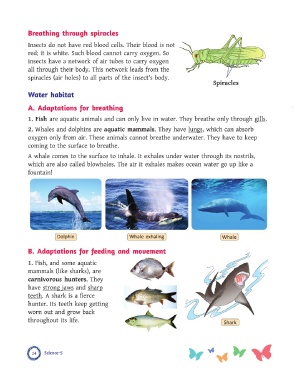 Breathing through spiracles
Insects do not have red blood cells. Their blood is not
red; it is white. Such blood cannot carry oxygen. So
insects have a network of air tubes to carry oxygen
all through their body. This network leads from the
spiracles (air holes) to all parts of the insect's body.
Spiracles
Water habitat
A. Adaptations for breathing
1. Fish are aquatic animals and can only live in water. They breathe only through gills.
2. Whales and dolphins are aquatic mammals. They have lungs, which can absorb
oxygen only from air. These animals cannot breathe underwater. They have to keep
coming to the surface to breathe.
A whale comes to the surface to inhale. It exhales under water through its nostrils,
which are also called blowholes. The air it exhales makes ocean water go up like a
fountain!
Dolphin
Whale exhaling
Whale
B. Adaptations for feeding and movement
1. Fish, and some aquatic
mammals (like sharks), are
carnivorous hunters. They
have strong jaws and sharp
teeth. A shark is a fierce
hunter. Its teeth keep getting
worn out and grow back
throughout its life.
Shark
24
Science-5